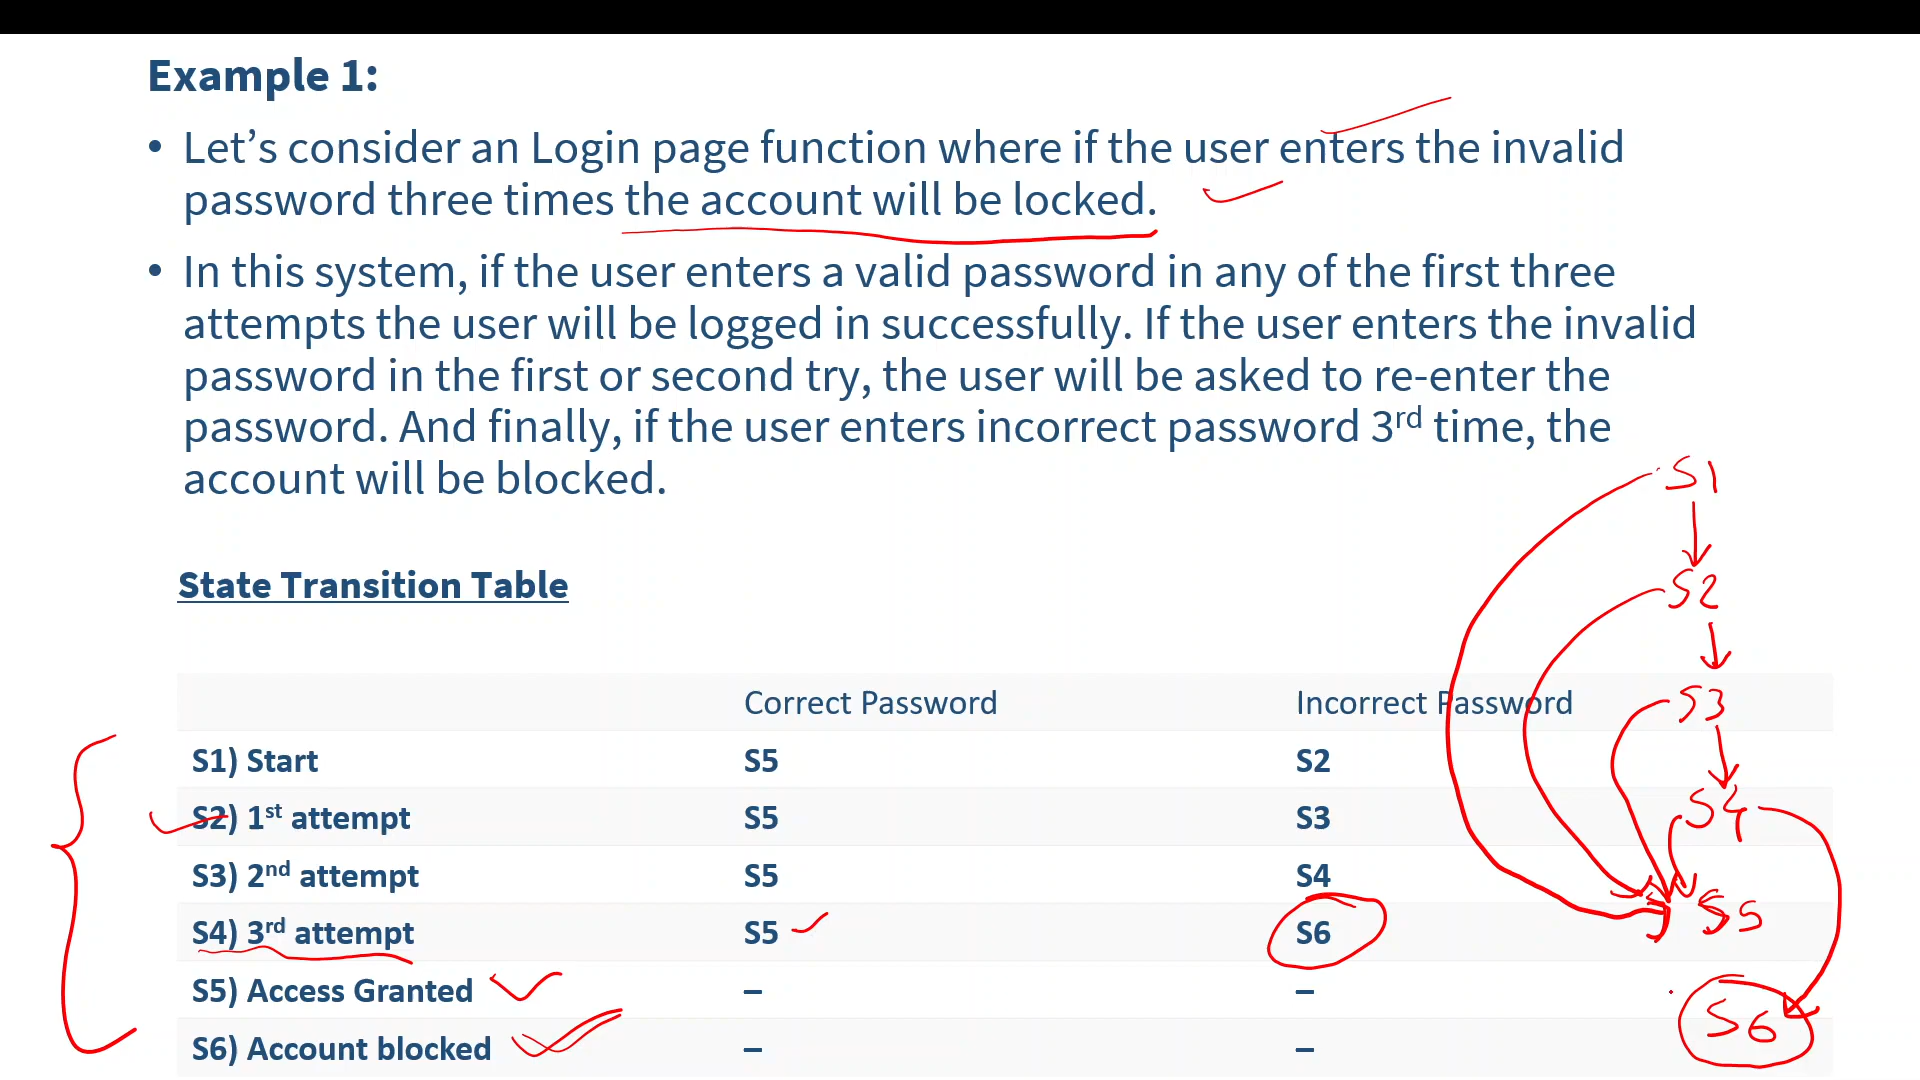 Example 1:
• Let's consider an Login page function where if the user enters the invalid
password three times the account will be locked.
• In this system, if the user enters a valid password in any of the first three
attempts the user will be logged in successfully. If the user enters the invalid
password in the first or second try, the user will be asked to re-enter the
password. And finally, if the user enters incorrect password 3rd time, the
account will be blocked.
State Transition Table
Correct Password Incorrect Password
S1) Start S5 S2
S2) 1st attempt S5 S3
S3) 2nd attempt S5 S4
S4) 3rd attempt S5 S6
S5) Access Granted – –
S6) Account blocked – –
S1
S2
S3
S4
S5
S6